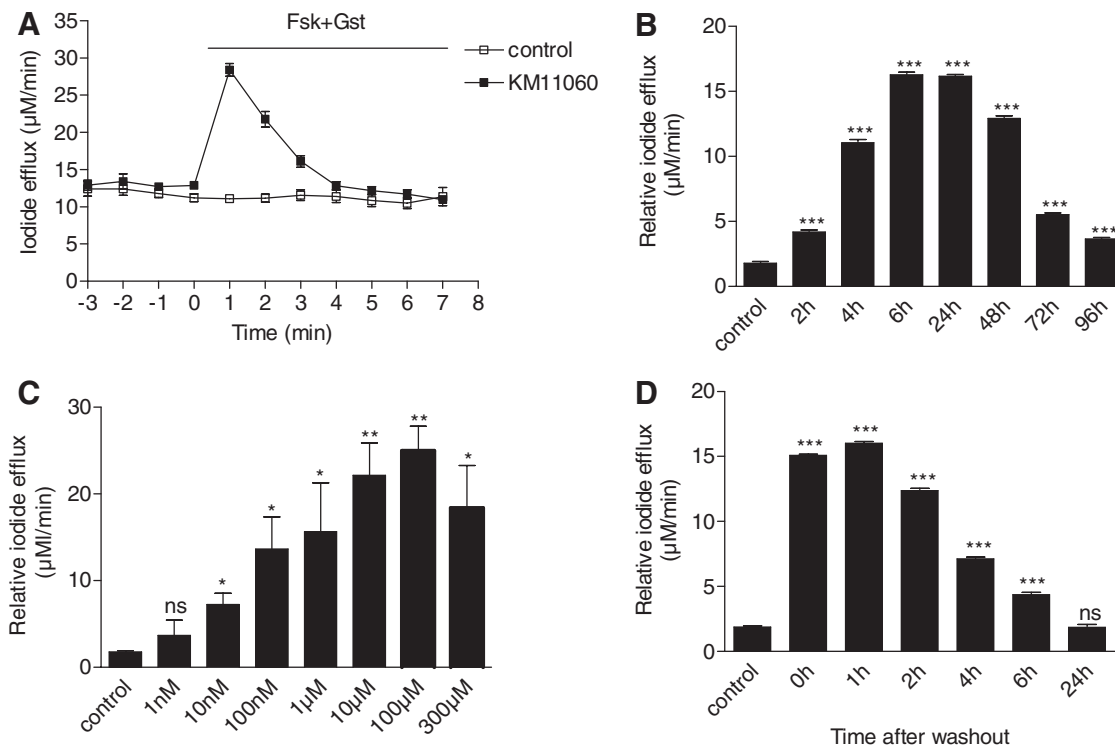 A
Fsk+Gst
control
KM11060
Iodide efflux (µM/min)
35
30
25
20
15
10
5
0
-3 -2 -1 0 1 2 3 4 5 6 7 8
Time (min)
B
Relative iodide efflux
(µM/min)
20
15
10
5
0
*** *** *** *** *** *** ***
control 2h 4h 6h 24h 48h 72h 96h
C
Relative iodide efflux
(µMl/min)
30
20
10
0
ns * * * ** ** *
control 1nM 10nM 100nM 1µM 10µM 100µM 300µM
D
Relative iodide efflux
(µM/min)
20
15
10
5
0
*** *** *** *** *** ns
control 0h 1h 2h 4h 6h 24h
Time after washout